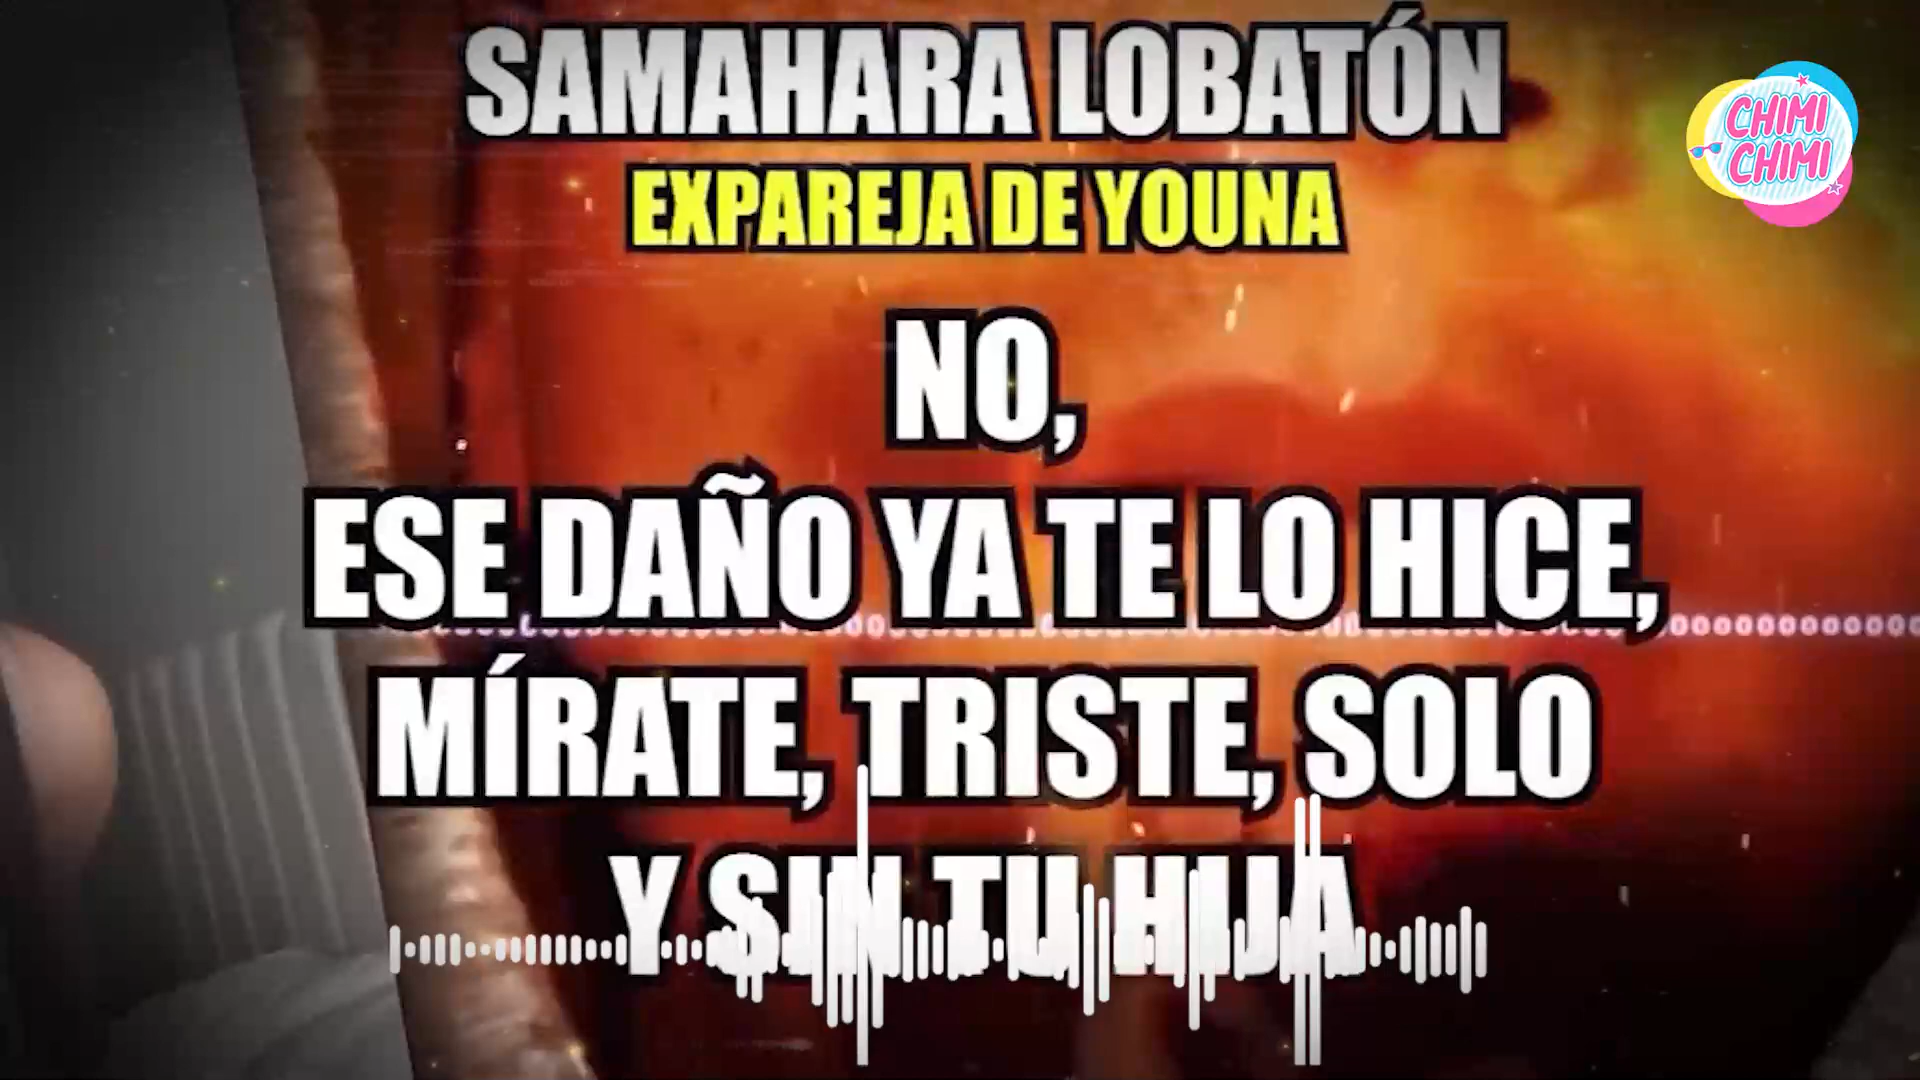 SAMAHARA LOBATÓN
EXPAREJA DE YOUNA
CHIMI
CHIMI
NO,
ESE DAÑO YA TE LO HICE,
MÍRATE, TRISTE, SOLO
Y SIN TU HIJA